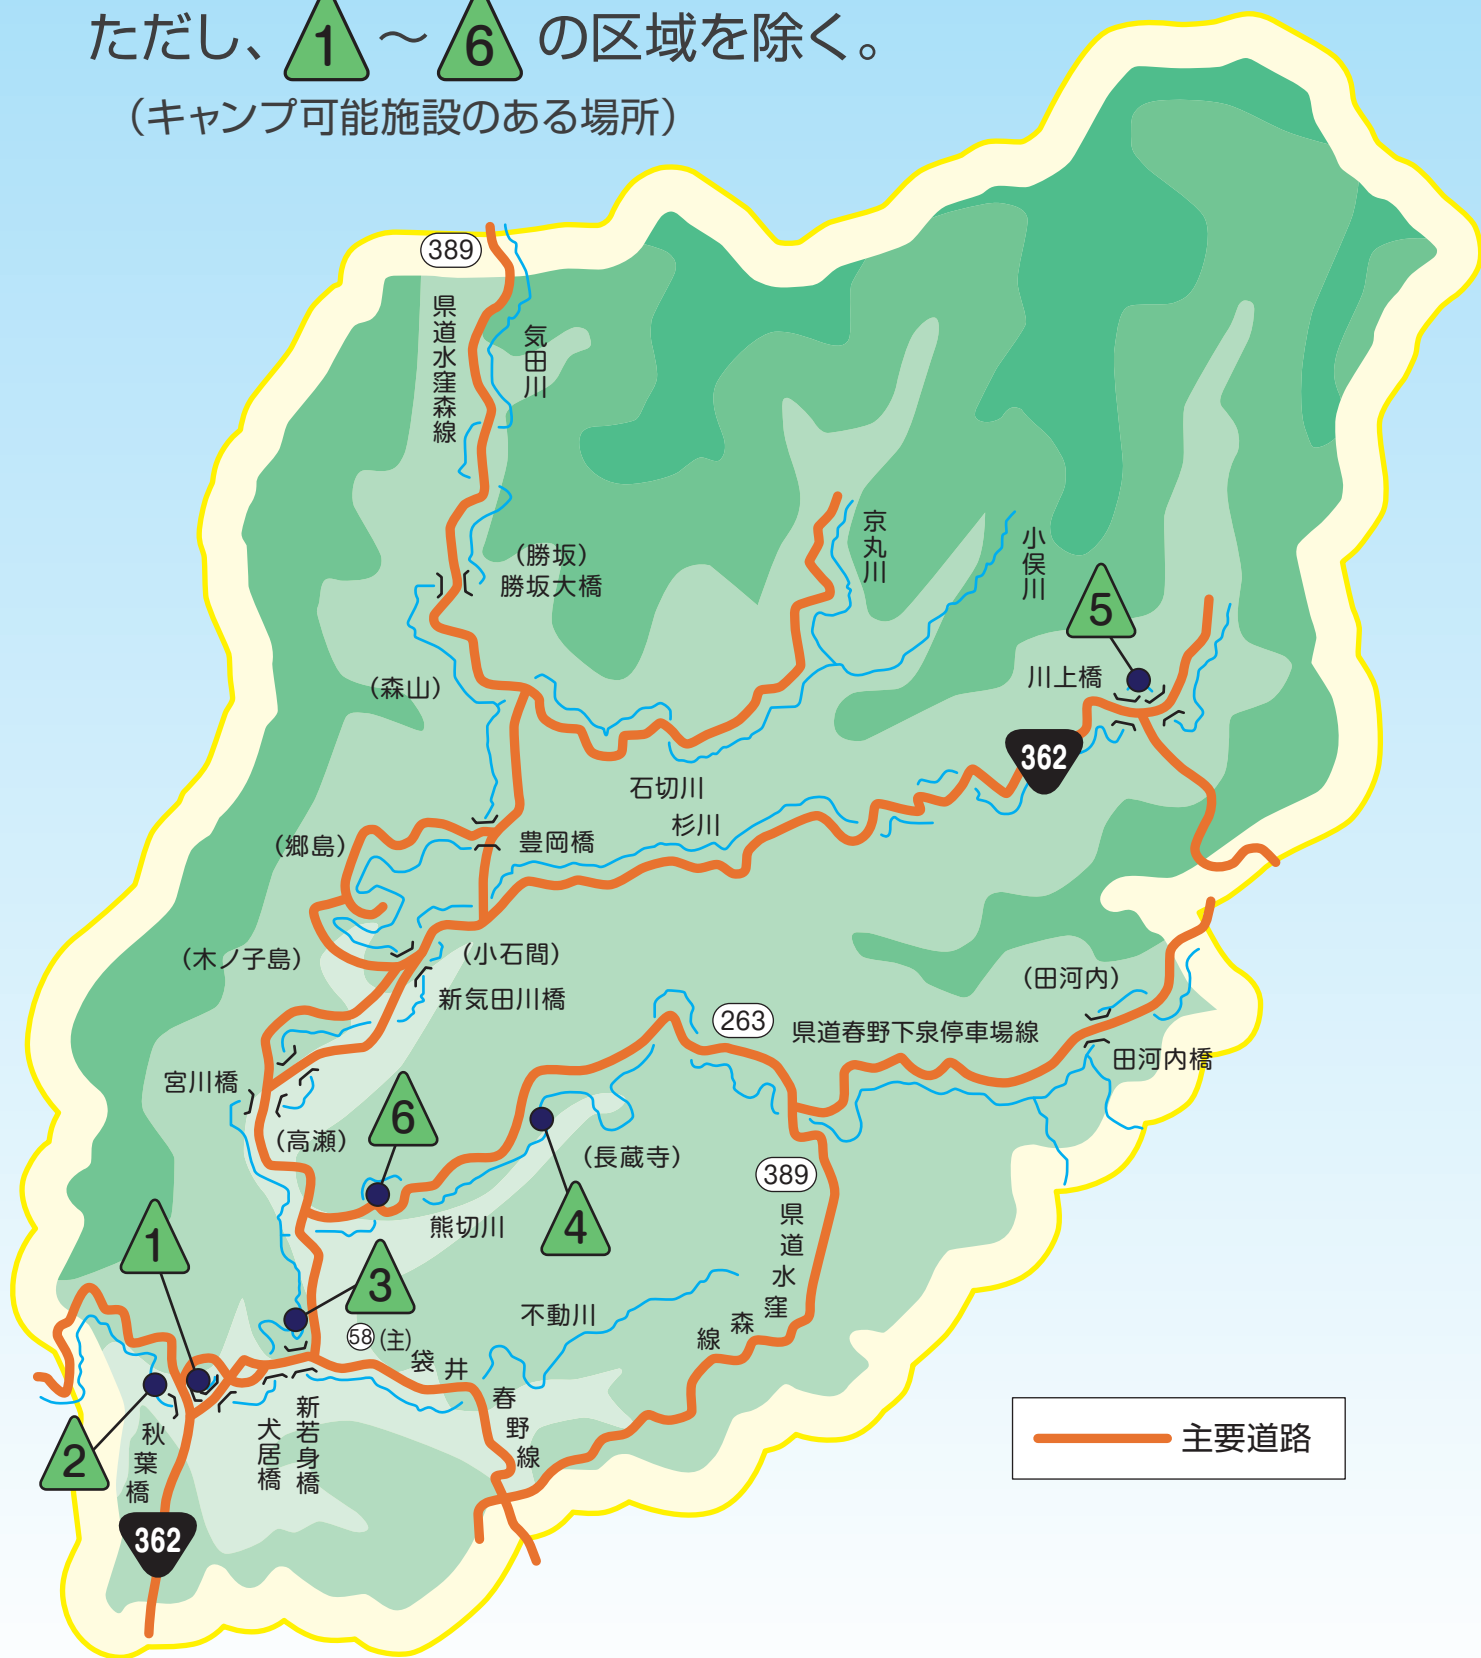 ただし、1～6の区域を除く。
（キャンプ可能施設のある場所）
389
県道水窪森線
気田川
（勝坂）
勝坂大橋
京丸川
小俣川
5
川上橋
（森山）
362
石切川
杉川
（郷島）
豊岡橋
（木ノ子島）
（小石間）
新気田川橋
（田河内）
263
県道春野下泉停車場線
田河内橋
宮川橋
6
（高瀬）
（長蔵寺）
389
県道水窪森線
熊切川
4
1
3
不動川
58（主）
袋井春野線
2
秋葉橋
犬居橋
新若身橋
362
主要道路